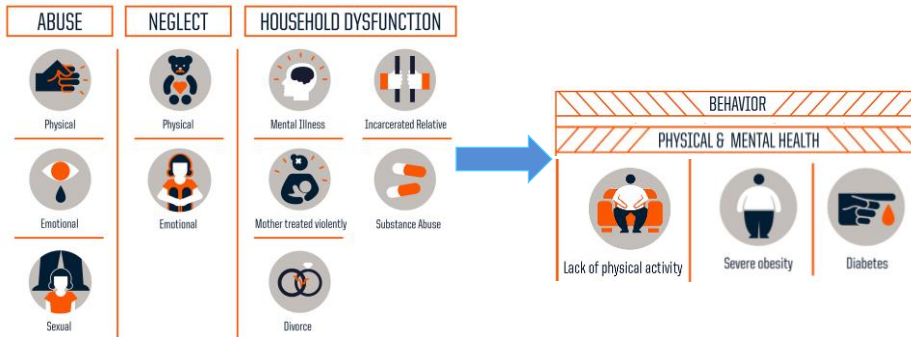 ABUSE
NEGLECT
HOUSEHOLD DYSFUNCTION
Physical
Physical
Mental Illness
Incarcerated Relative
Emotional
Emotional
Mother treated violently
Substance Abuse
Sexual
Divorce
BEHAVIOR
PHYSICAL & MENTAL HEALTH
Lack of physical activity
Severe obesity
Diabetes